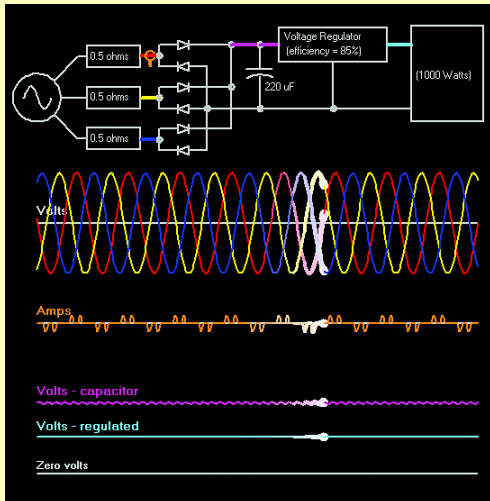 Voltage Regulator
(efficiency = 85%)
0.5 ohms
(1000 Watts)
220 uF
0.5 ohms
0.5 ohms
Volts
Amps
Volts - capacitor
Volts - regulated
Zero volts